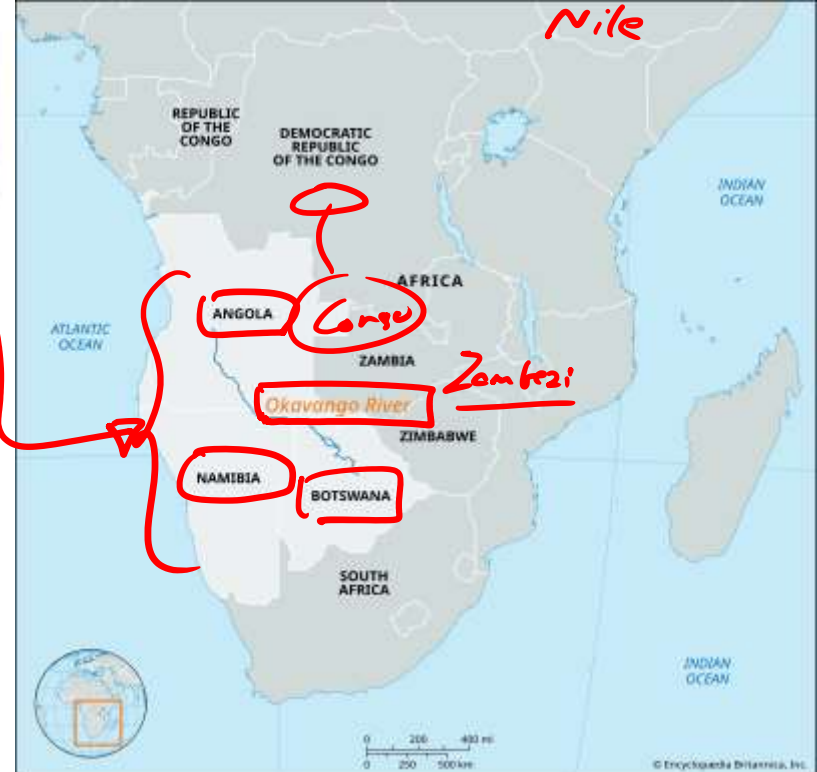 Nile
REPUBLIC
OF THE
CONGO
DEMOCRATIC
REPUBLIC
OF THE CONGO
INDIAN
OCEAN
AFRICA
ANGOLA
Congo
ATLANTIC
OCEAN
ZAMBIA
Zambezi
Okavango River
ZIMBABWE
NAMIBIA
BOTSWANA
SOUTH
AFRICA
INDIAN
OCEAN
0 200 400 mi
0 250 500 km
© Encyclopædia Britannica, Inc.